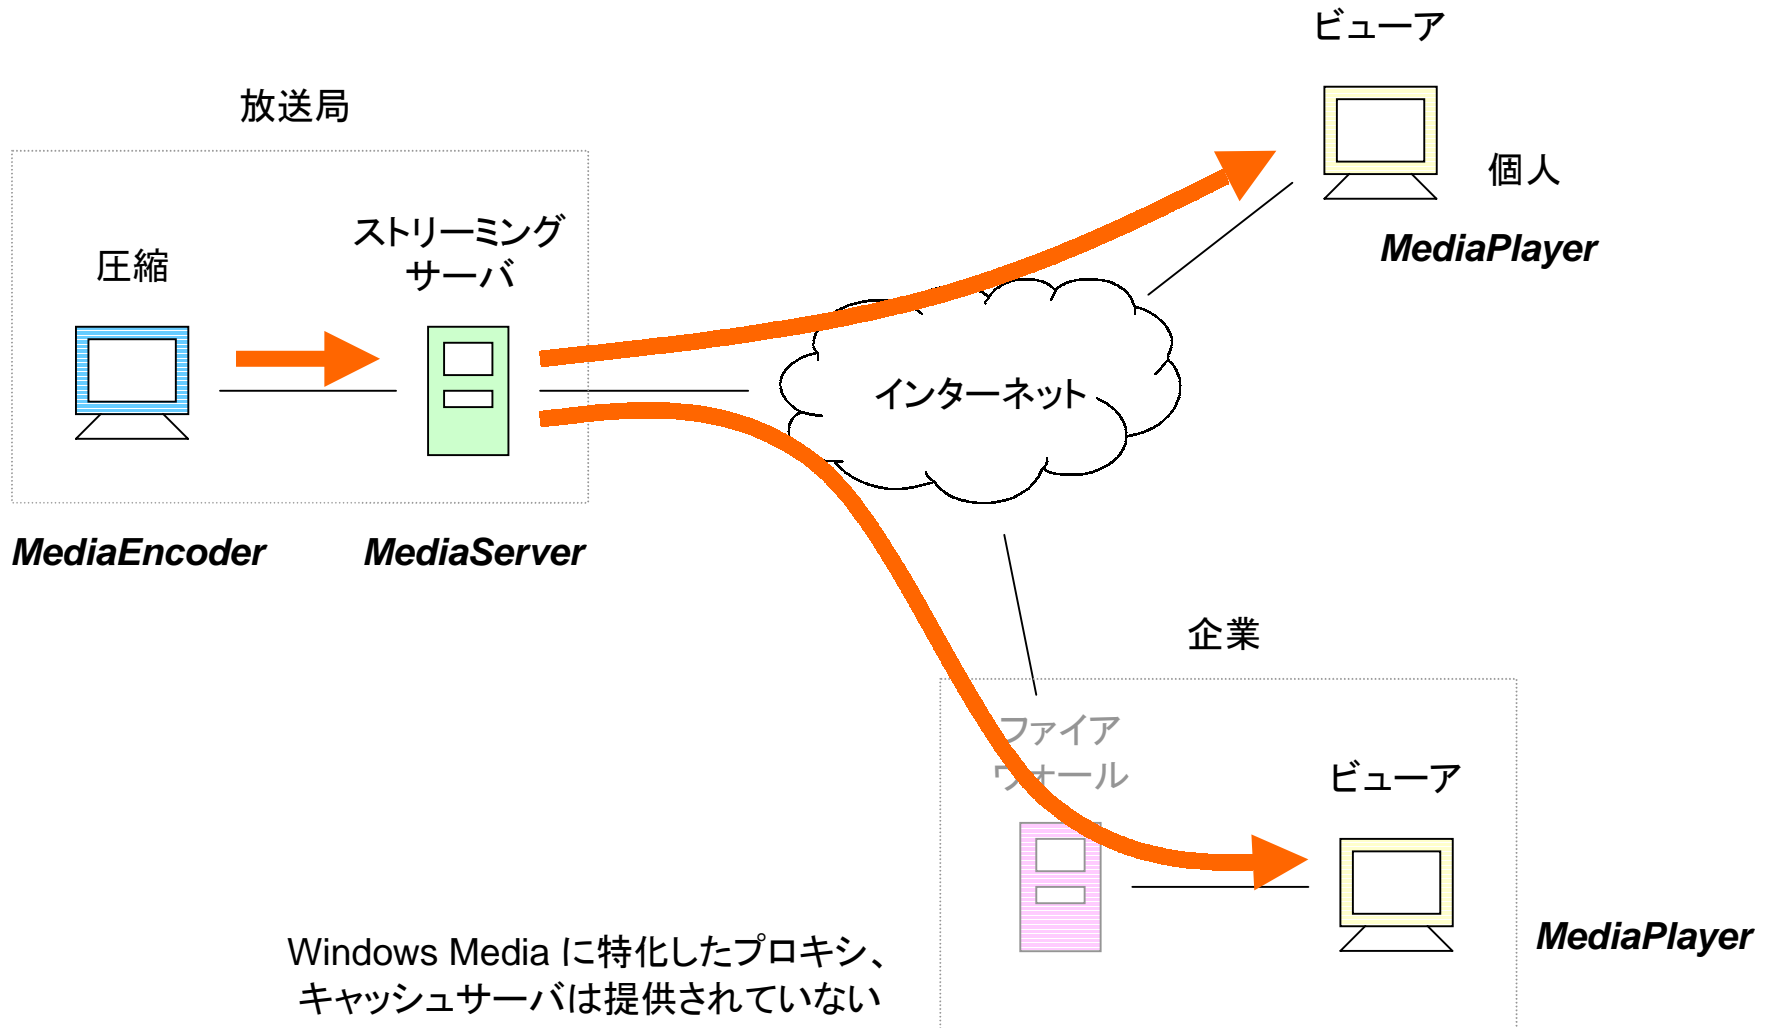 ビューア
放送局
個人
ストリーミング
サーバ
圧縮
MediaPlayer
インターネット
MediaEncoder
MediaServer
企業
ファイア
ウォール
ビューア
MediaPlayer
Windows Media に特化したプロキシ、
キャッシュサーバは提供されていない